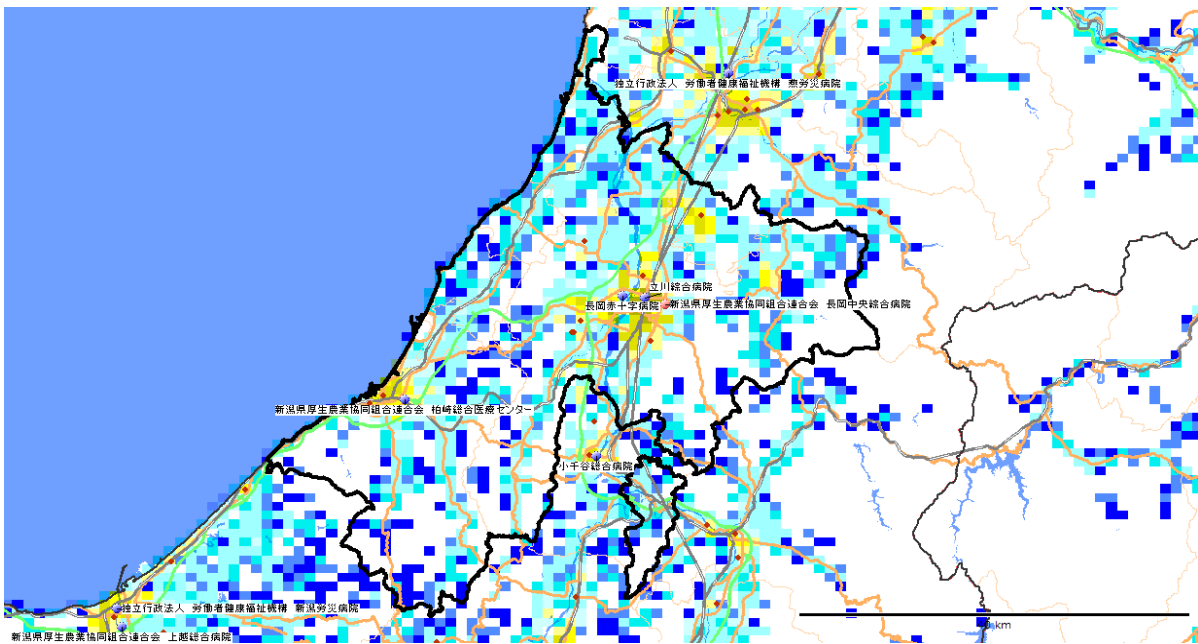 独立行政法人 労働者健康福祉機構 燕労災病院
立川綜合病院
長岡赤十字病院
新潟県厚生農業協同組合連合会 長岡中央綜合病院
新潟県厚生農業協同組合連合会 柏崎総合医療センター
小千谷総合病院
独立行政法人 労働者健康福祉機構 新潟労災病院
新潟県厚生農業協同組合連合会 上越総合病院
km